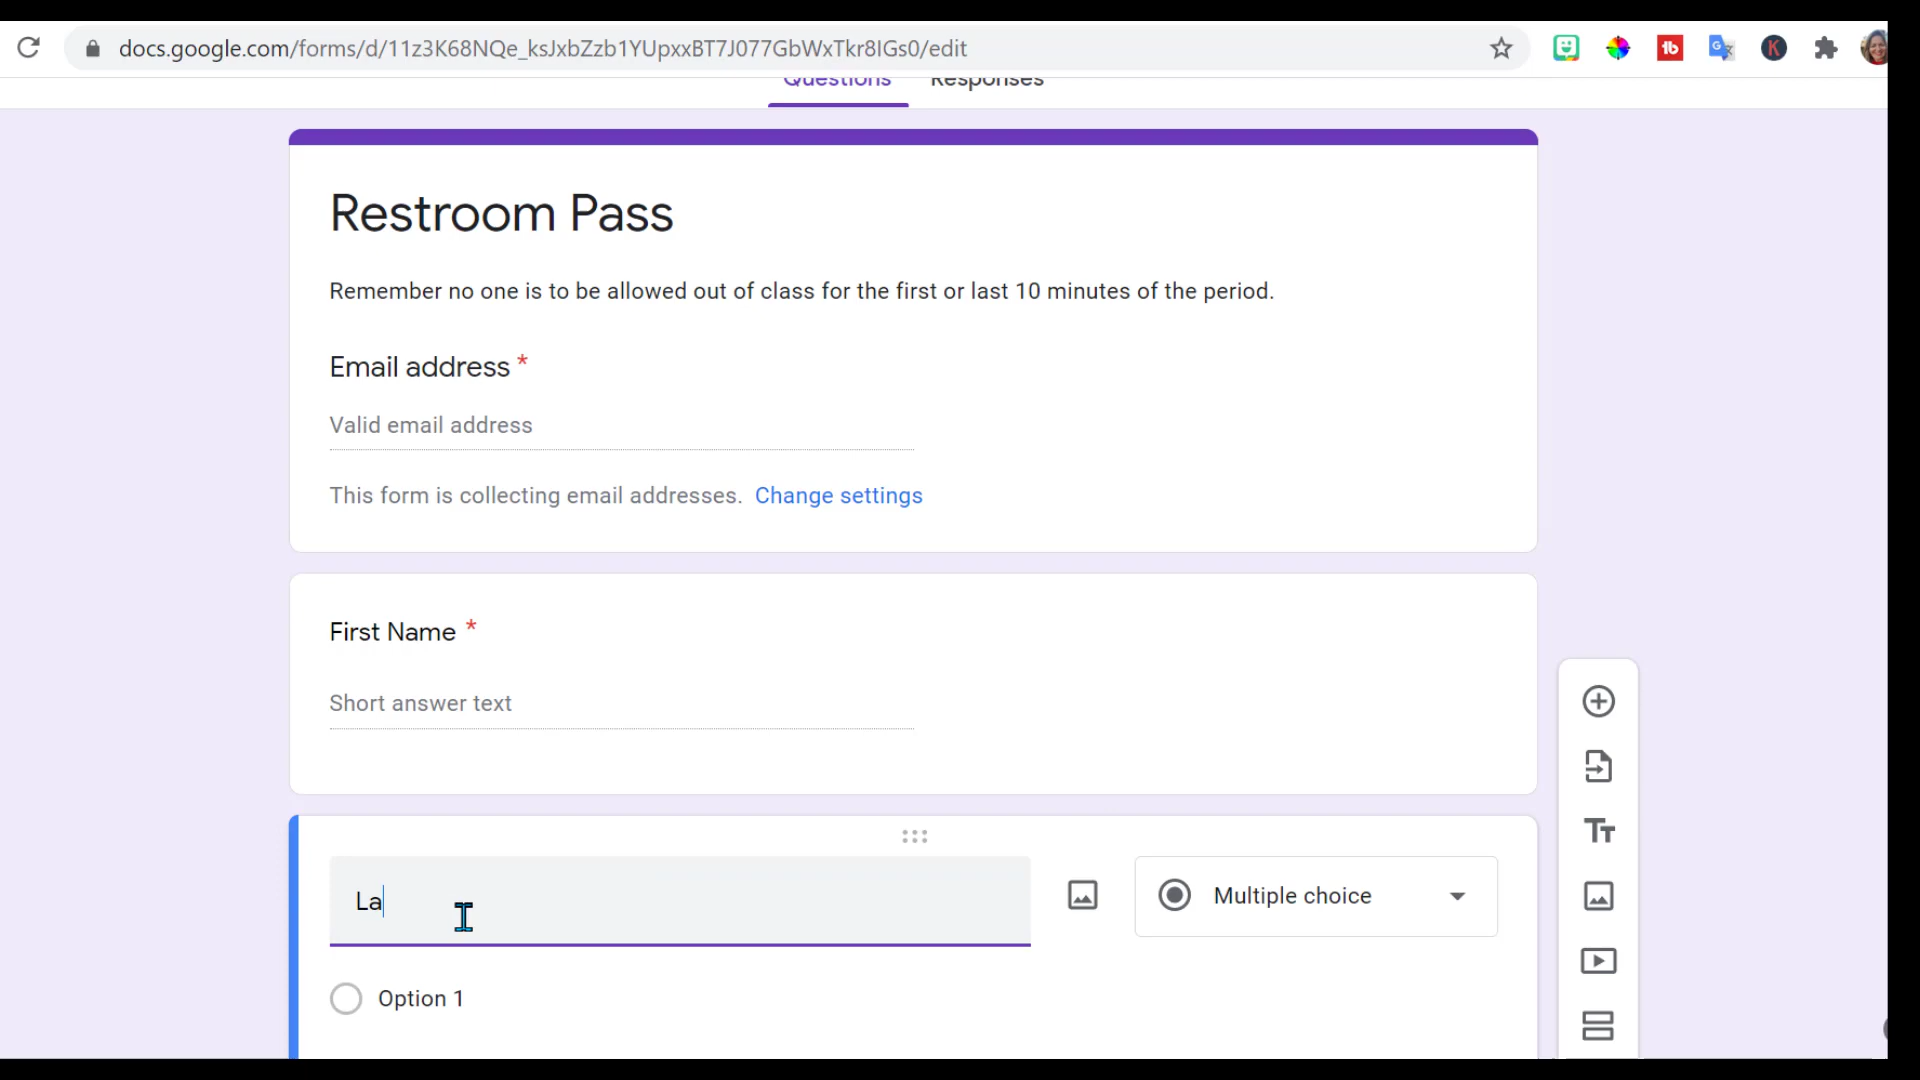 docs.google.com/forms/d/11z3K68NQe_ksJxbZzb1YUpxxBT7J077GbWxTkr8IGs0/edit
Questions Responses
Restroom Pass
Remember no one is to be allowed out of class for the first or last 10 minutes of the period.
Email address *
Valid email address
This form is collecting email addresses. Change settings
First Name *
Short answer text
La
Multiple choice
Option 1